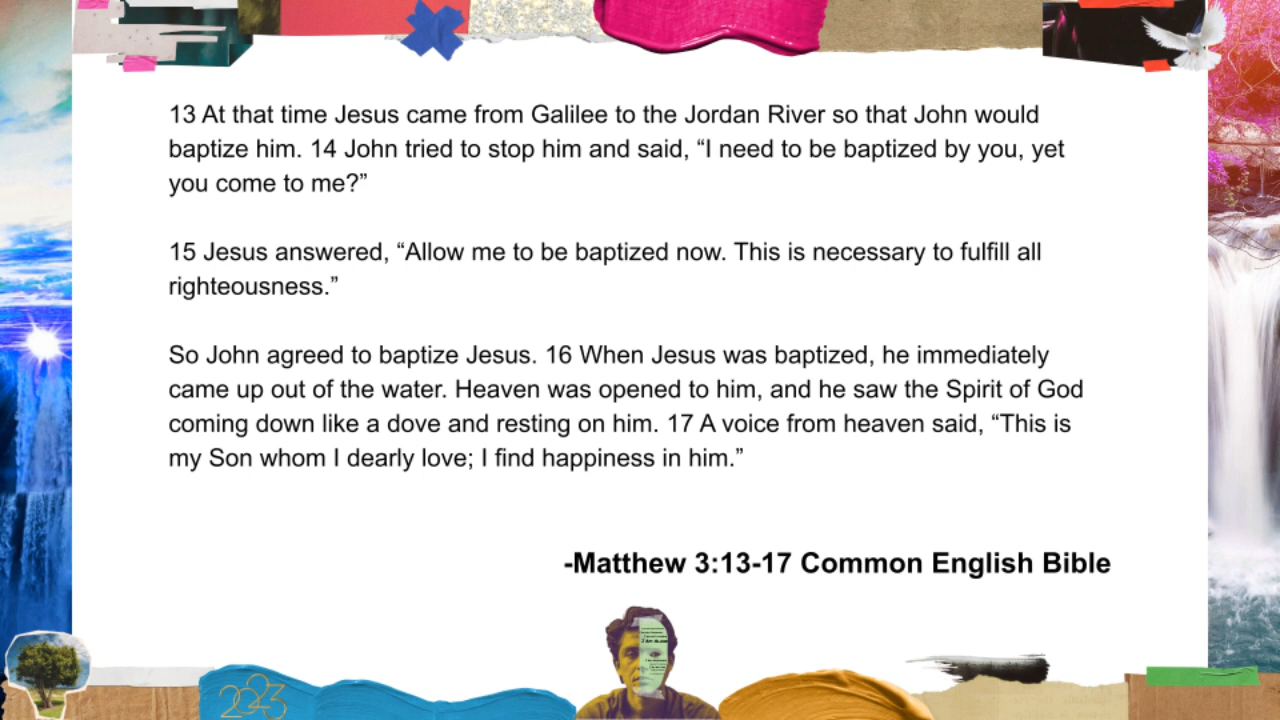 13 At that time Jesus came from Galilee to the Jordan River so that John would
baptize him. 14 John tried to stop him and said, “I need to be baptized by you, yet
you come to me?”
15 Jesus answered, “Allow me to be baptized now. This is necessary to fulfill all
righteousness.”
So John agreed to baptize Jesus. 16 When Jesus was baptized, he immediately
came up out of the water. Heaven was opened to him, and he saw the Spirit of God
coming down like a dove and resting on him. 17 A voice from heaven said, “This is
my Son whom I dearly love; I find happiness in him.”
-Matthew 3:13-17 Common English Bible
2023